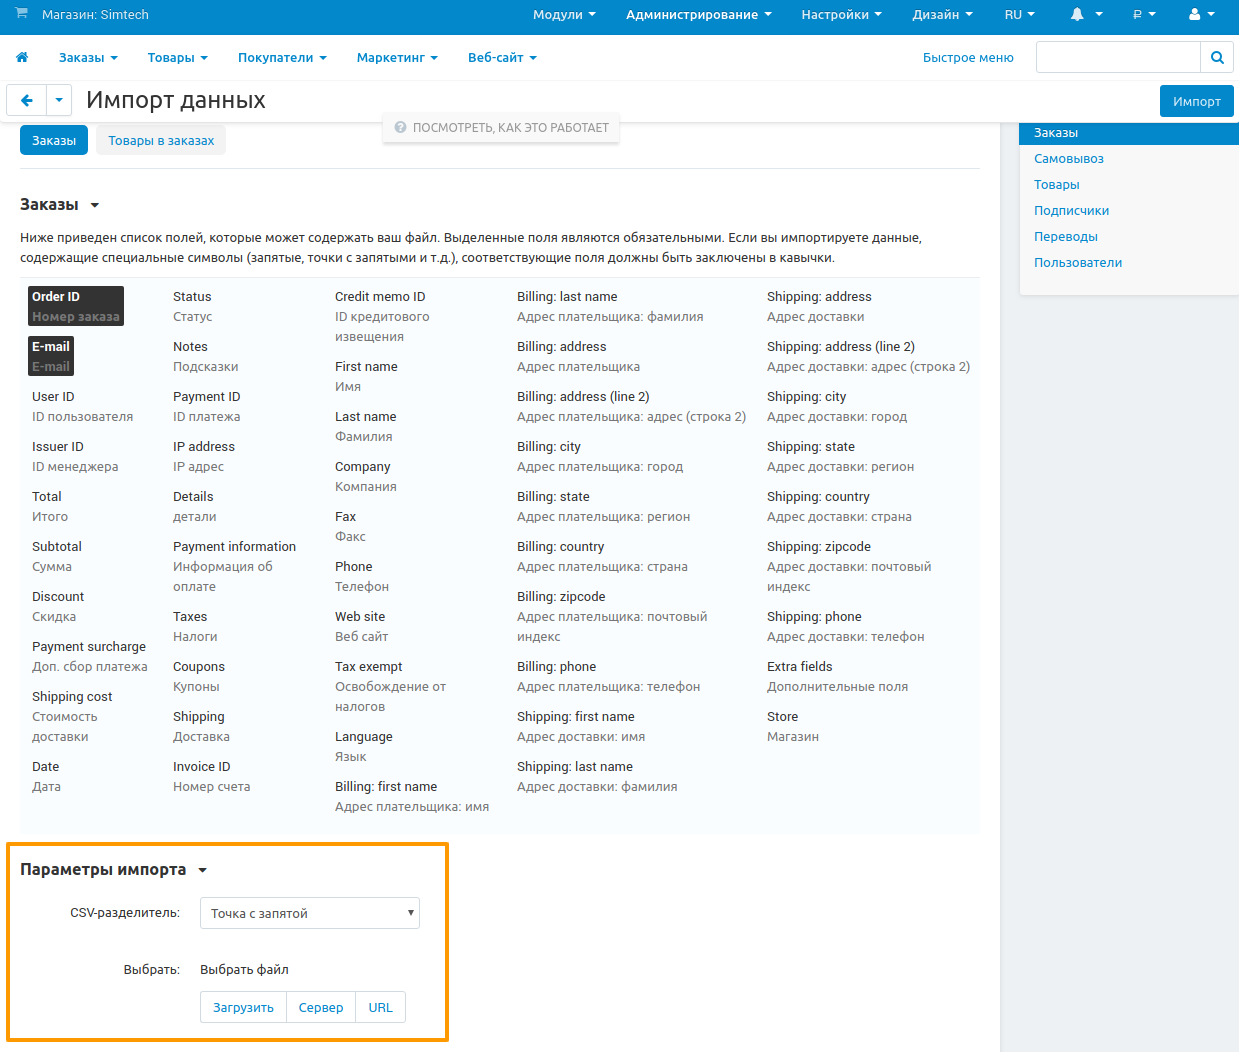 Магазин: Simtech
Модули Администрирование Настройки Дизайн RU ₽
Заказы Товары Покупатели Маркетинг Веб-сайт Быстрое меню
Импорт данных
Импорт
ПОСМОТРЕТЬ, КАК ЭТО РАБОТАЕТ
Заказы Товары в заказах
Заказы
Самовывоз
Товары
Подписчики
Переводы
Пользователи
Заказы
Ниже приведен список полей, которые может содержать ваш файл. Выделенные поля являются обязательными. Если вы импортируете данные,
содержащие специальные символы (запятые, точки с запятыми и т.д.), соответствующие поля должны быть заключены в кавычки.
Order ID
Номер заказа
E-mail
E-mail
User ID
ID пользователя
Issuer ID
ID менеджера
Total
Итого
Subtotal
Сумма
Discount
Скидка
Payment surcharge
Доп. сбор платежа
Shipping cost
Стоимость
доставки
Date
Дата
Status
Статус
Notes
Подсказки
Payment ID
ID платежа
IP address
IP адрес
Details
детали
Payment information
Информация об
оплате
Taxes
Налоги
Coupons
Купоны
Shipping
Доставка
Invoice ID
Номер счета
Credit memo ID
ID кредитового
извещения
First name
Имя
Last name
Фамилия
Company
Компания
Fax
Факс
Phone
Телефон
Web site
Веб сайт
Tax exempt
Освобождение от
налогов
Language
Язык
Billing: first name
Адрес плательщика: имя
Billing: last name
Адрес плательщика: фамилия
Billing: address
Адрес плательщика
Billing: address (line 2)
Адрес плательщика: адрес (строка 2)
Billing: city
Адрес плательщика: город
Billing: state
Адрес плательщика: регион
Billing: country
Адрес плательщика: страна
Billing: zipcode
Адрес плательщика: почтовый
индекс
Billing: phone
Адрес плательщика: телефон
Shipping: first name
Адрес доставки: имя
Shipping: last name
Адрес доставки: фамилия
Shipping: address
Адрес доставки
Shipping: address (line 2)
Адрес доставки: адрес (строка 2)
Shipping: city
Адрес доставки: город
Shipping: state
Адрес доставки: регион
Shipping: country
Адрес доставки: страна
Shipping: zipcode
Адрес доставки: почтовый
индекс
Shipping: phone
Адрес доставки: телефон
Extra fields
Дополнительные поля
Store
Магазин
Параметры импорта
CSV-разделитель: Точка с запятой
Выбрать: Выбрать файл
Загрузить Сервер URL